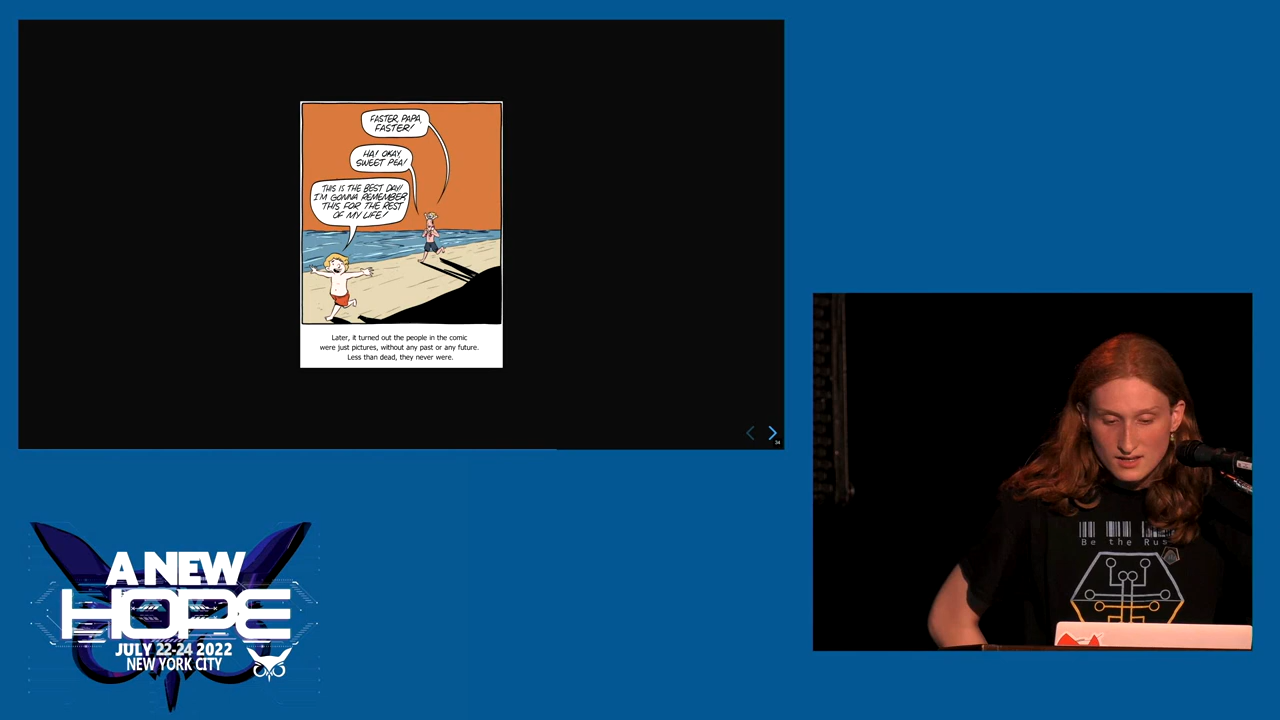 FASTER, PAPA,
FASTER!
HA! OKAY,
SWEET PEA!
THIS IS THE BEST DAY!
I'M GONNA REMEMBER
THIS FOR THE REST
OF MY LIFE!
Later, it turned out the people in the comic
were just pictures, without any past or any future.
Less than dead, they never were.
34
A NEW
HOPE
JULY 22-24 2022
NEW YORK CITY
Be the Rus